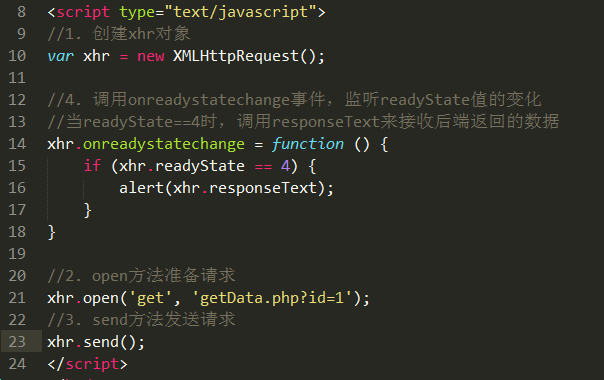 8 <script type="text/javascript">
9 //1. 创建xhr对象
10 var xhr = new XMLHttpRequest();
11
12 //4. 调用onreadystatechange事件，监听readyState值的变化
13 //当readyState==4时，调用responseText来接收后端返回的数据
14 xhr.onreadystatechange = function () {
15     if (xhr.readyState == 4) {
16         alert(xhr.responseText);
17     }
18 }
19
20 //2. open方法准备请求
21 xhr.open('get', 'getData.php?id=1');
22 //3. send方法发送请求
23 xhr.send();
24 </script>